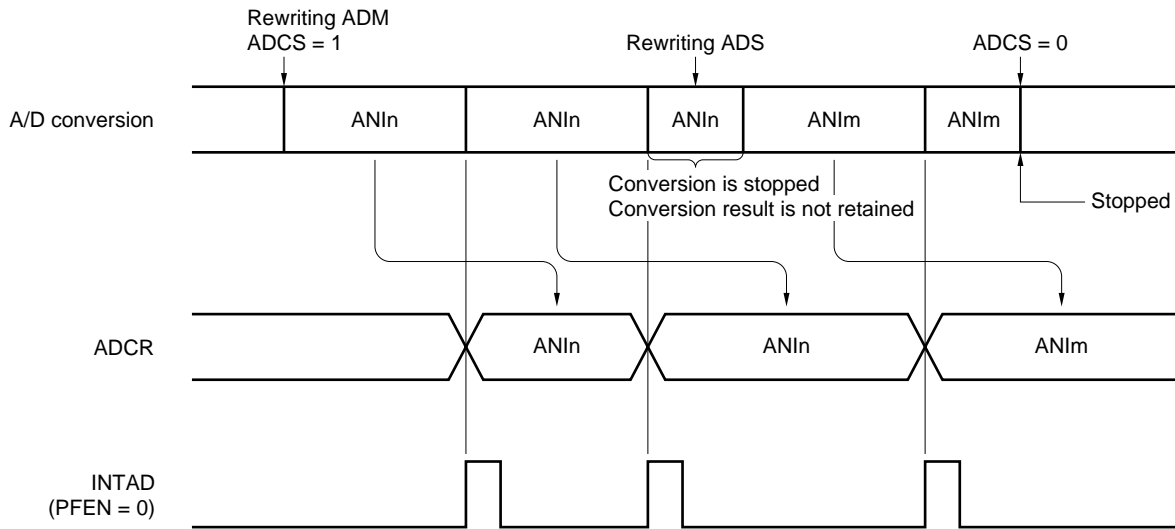 Rewriting ADM
ADCS = 1
Rewriting ADS
ADCS = 0
A/D conversion
ANIn
ANIn
ANIn
ANIm
ANIm
Conversion is stopped
Conversion result is not retained
Stopped
ADCR
ANIn
ANIn
ANIm
INTAD
(PFEN = 0)